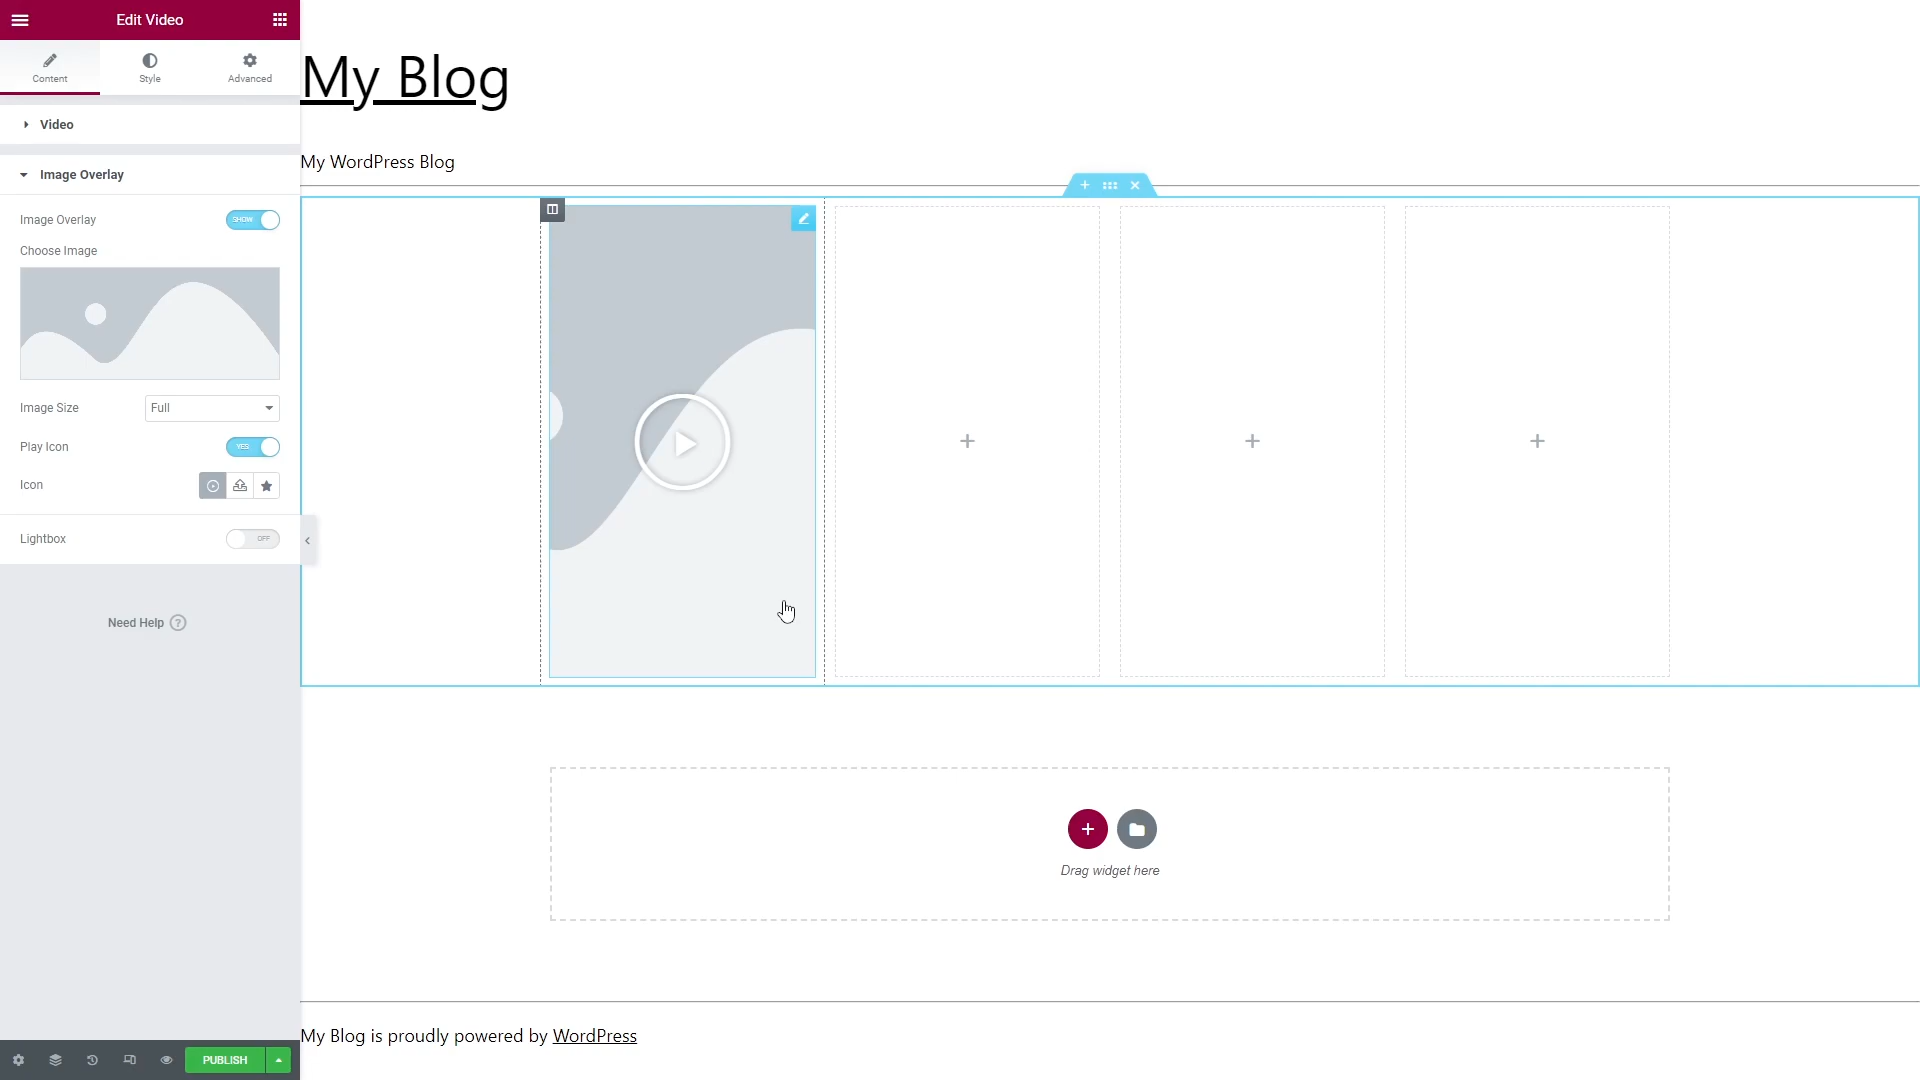 Edit Video
Content
Style
Advanced
Video
Image Overlay
Image Overlay
SHOW
Choose Image
Image Size
Full
Play Icon
YES
Icon
Lightbox
OFF
Need Help ?
PUBLISH
My Blog
My WordPress Blog
Drag widget here
My Blog is proudly powered by WordPress